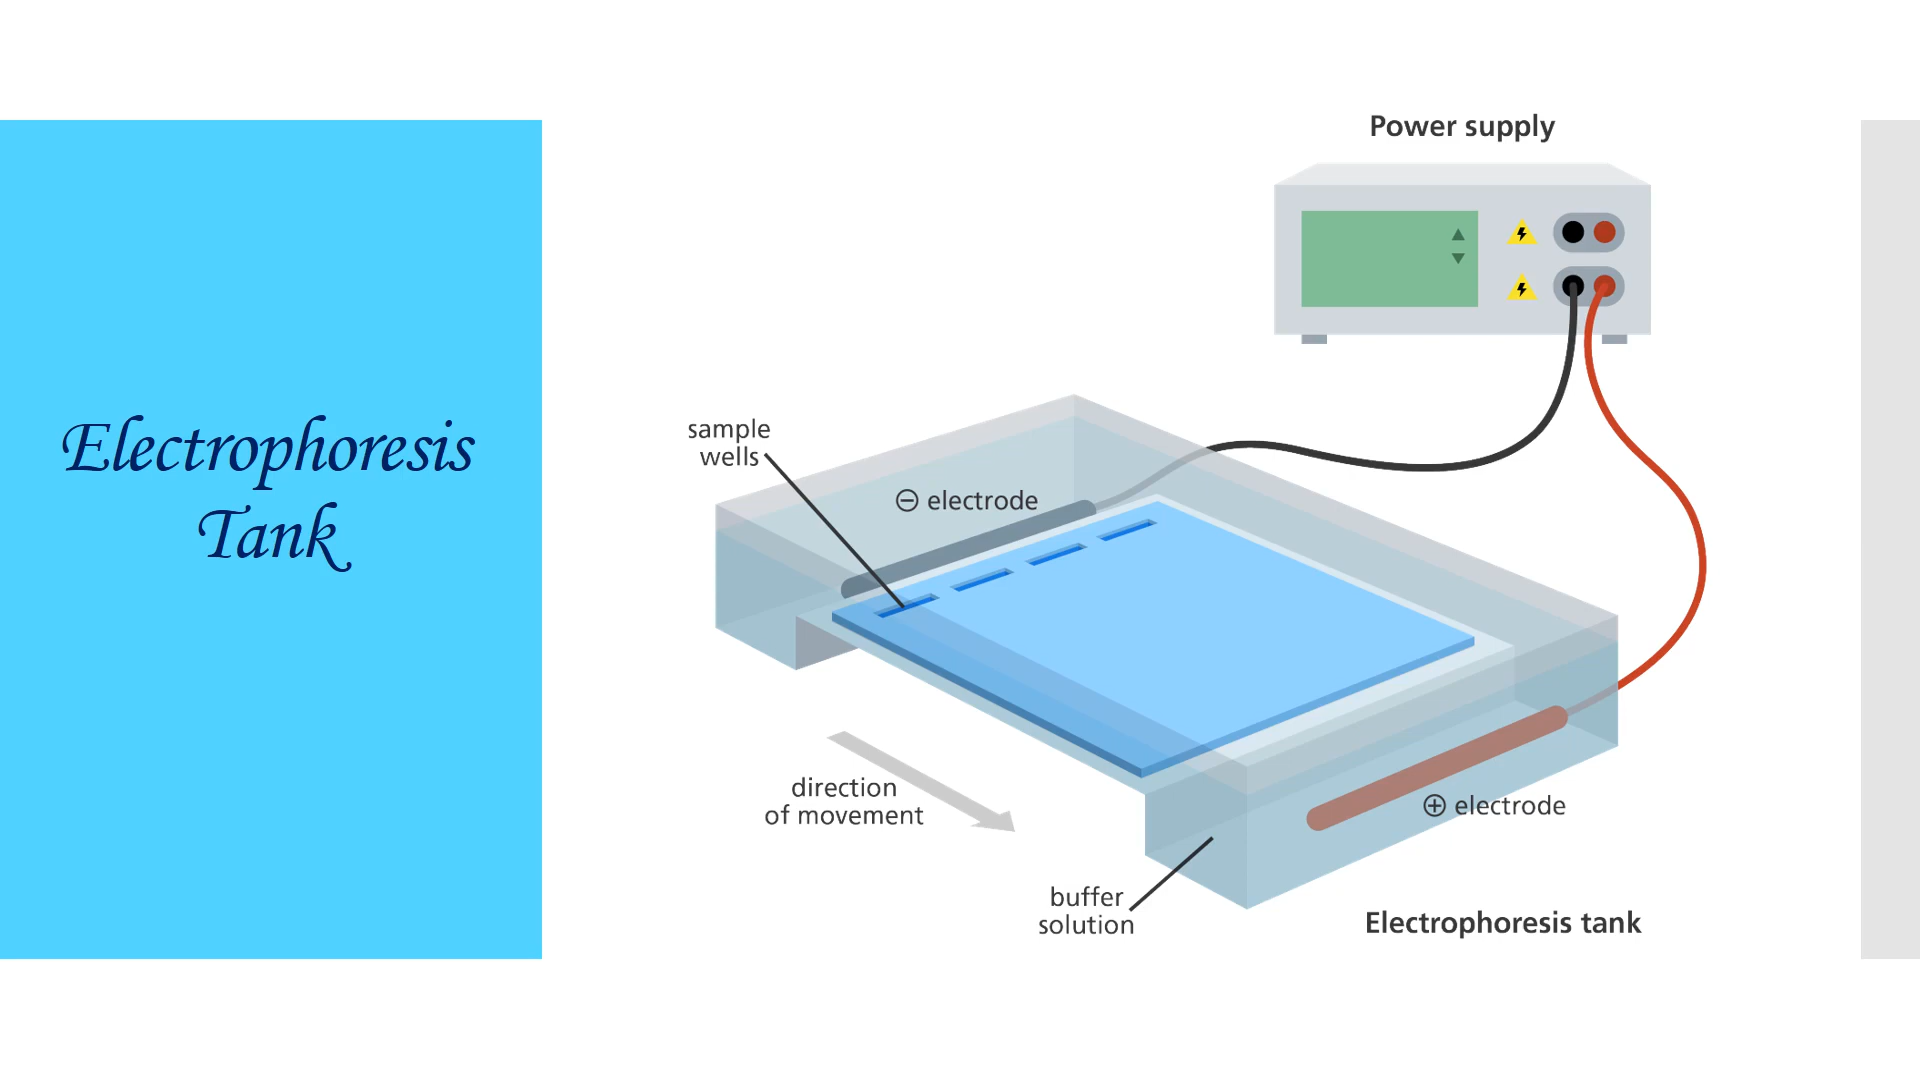 Electrophoresis
Tank
Power supply
sample
wells
⊖ electrode
direction
of movement
⊕ electrode
buffer
solution
Electrophoresis tank